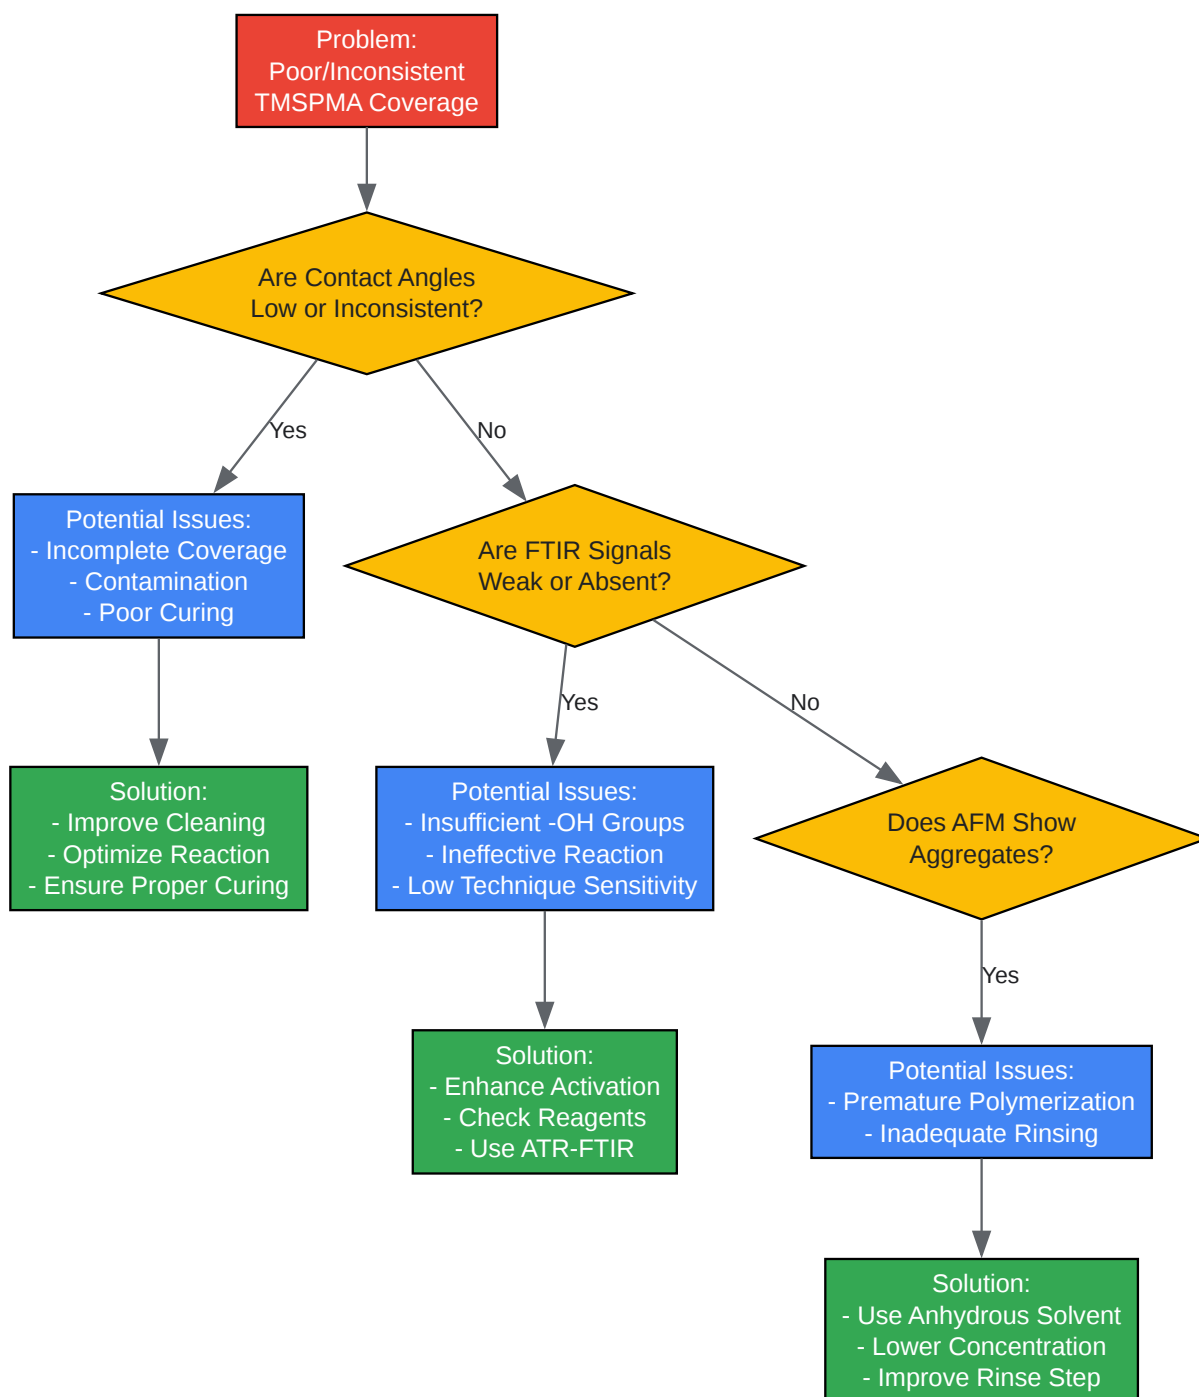 Problem:
Poor/Inconsistent
TMSPMA Coverage
Are Contact Angles
Low or Inconsistent?
Yes
No
Potential Issues:
- Incomplete Coverage
- Contamination
- Poor Curing
Are FTIR Signals
Weak or Absent?
Yes
No
Solution:
- Improve Cleaning
- Optimize Reaction
- Ensure Proper Curing
Potential Issues:
- Insufficient -OH Groups
- Ineffective Reaction
- Low Technique Sensitivity
Does AFM Show
Aggregates?
Yes
Solution:
- Enhance Activation
- Check Reagents
- Use ATR-FTIR
Potential Issues:
- Premature Polymerization
- Inadequate Rinsing
Solution:
- Use Anhydrous Solvent
- Lower Concentration
- Improve Rinse Step